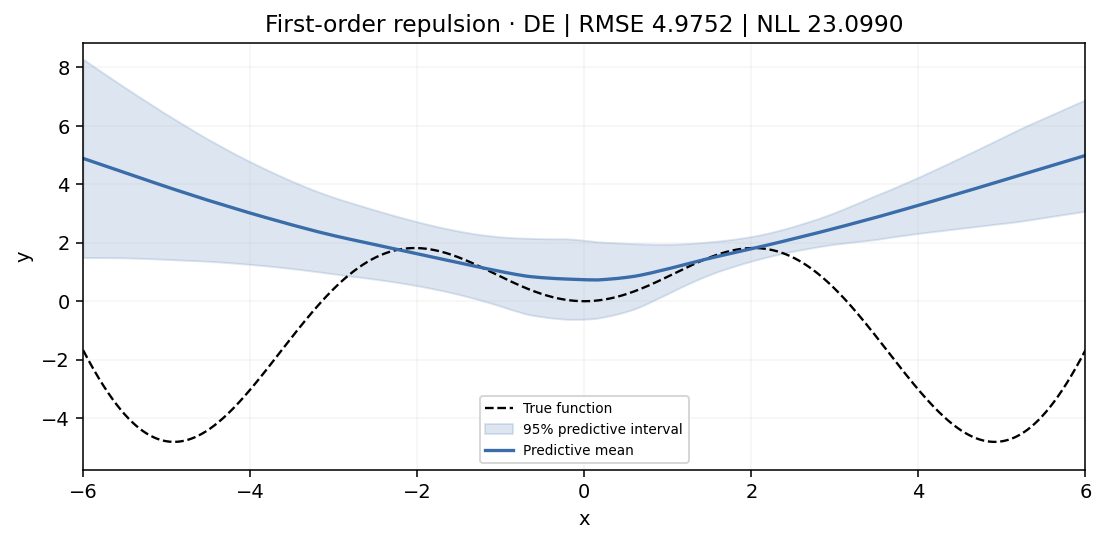 First-order repulsion · DE | RMSE 4.9752 | NLL 23.0990
y
8
6
4
2
0
−2
−4
True function
95% predictive interval
Predictive mean
−6 −4 −2 0 2 4 6
x